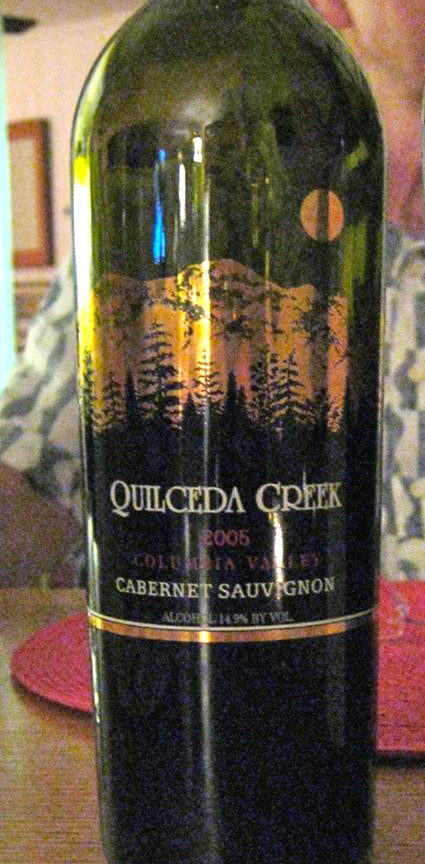 QUILCEDA CREEK
2005
COLUMBIA VALLEY
CABERNET SAUVIGNON
ALCOHOL 14.9% BY VOL.